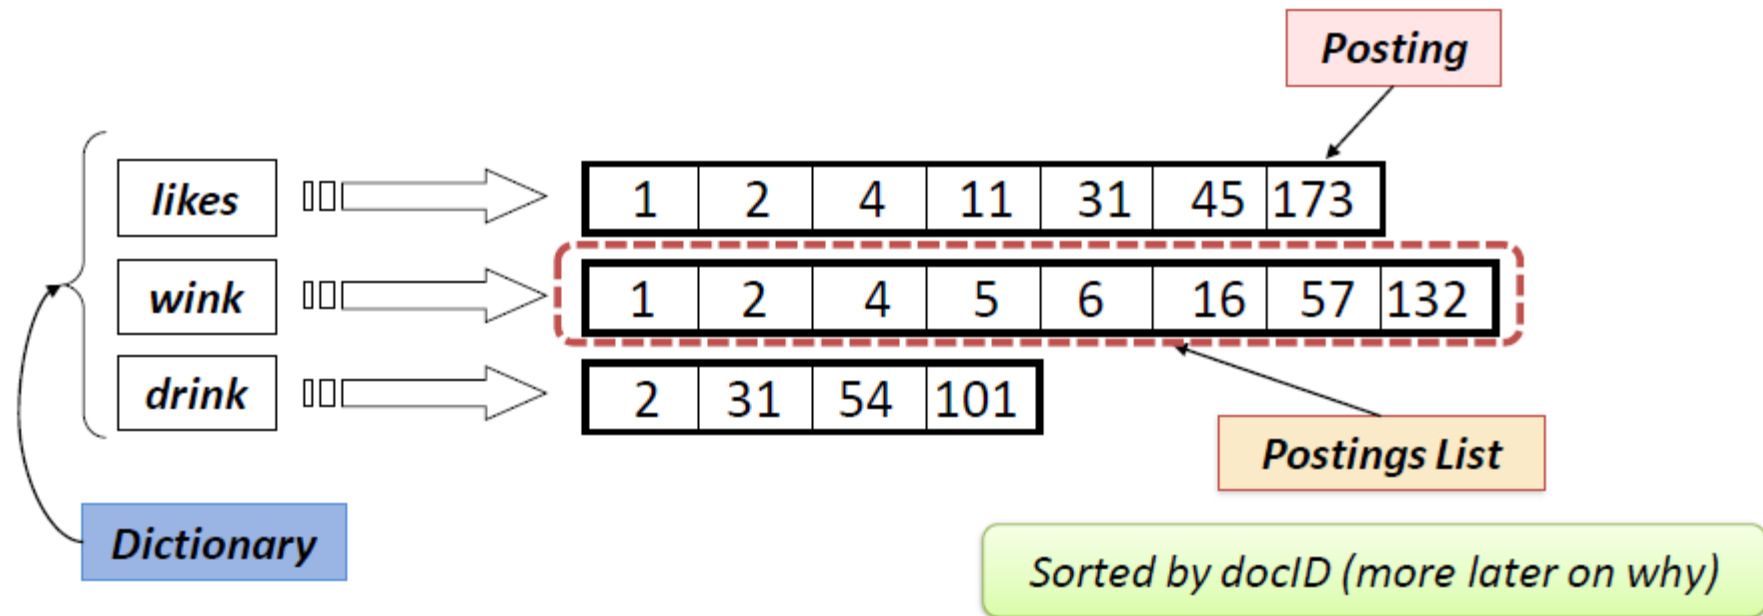 Posting
likes 1 2 4 11 31 45 173
wink 1 2 4 5 6 16 57 132
drink 2 31 54 101
Postings List
Dictionary
Sorted by docID (more later on why)